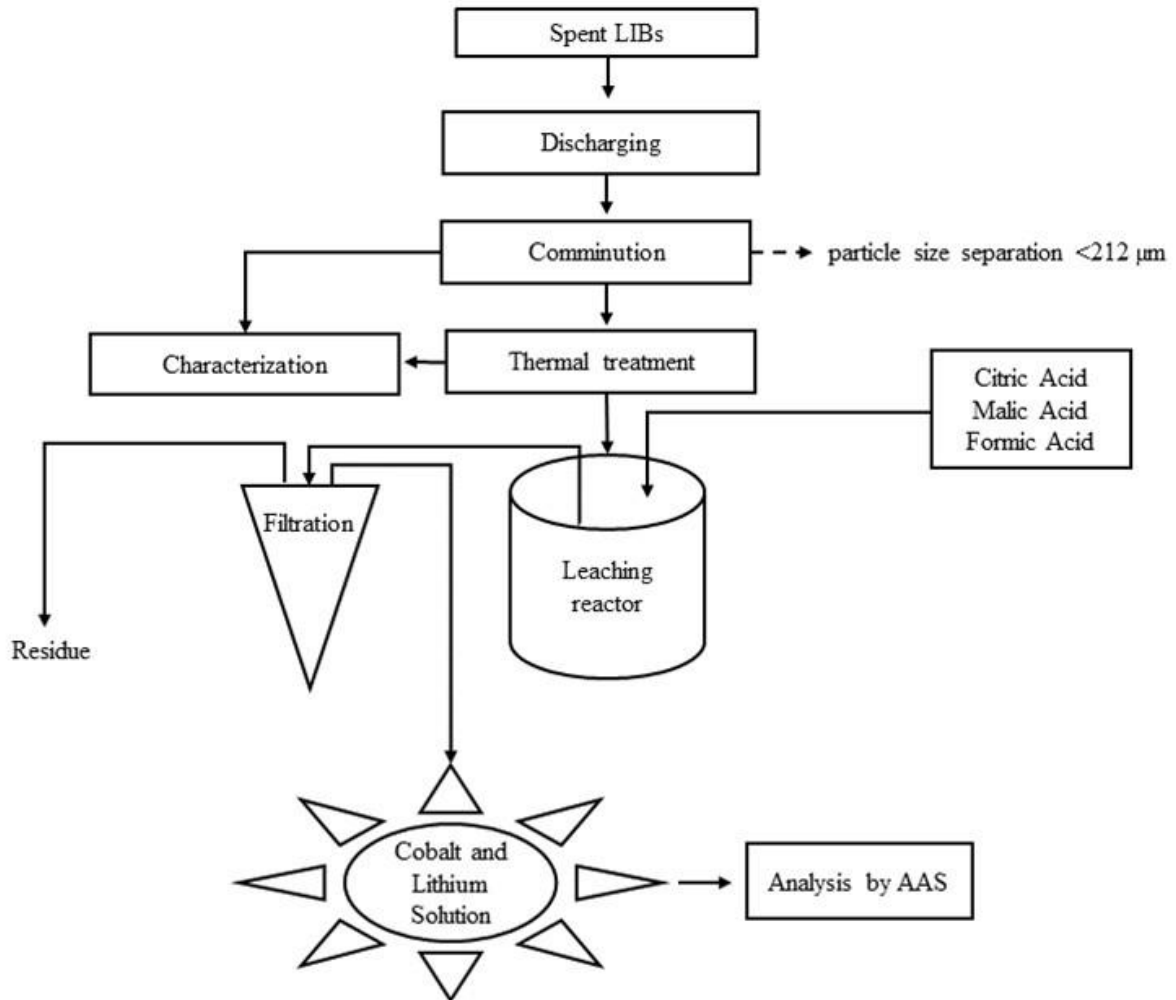 Spent LIBs
Discharging
Comminution
particle size separation <212 μm
Characterization
Thermal treatment
Citric Acid
Malic Acid
Formic Acid
Filtration
Leaching
reactor
Residue
Cobalt and
Lithium
Solution
Analysis by AAS